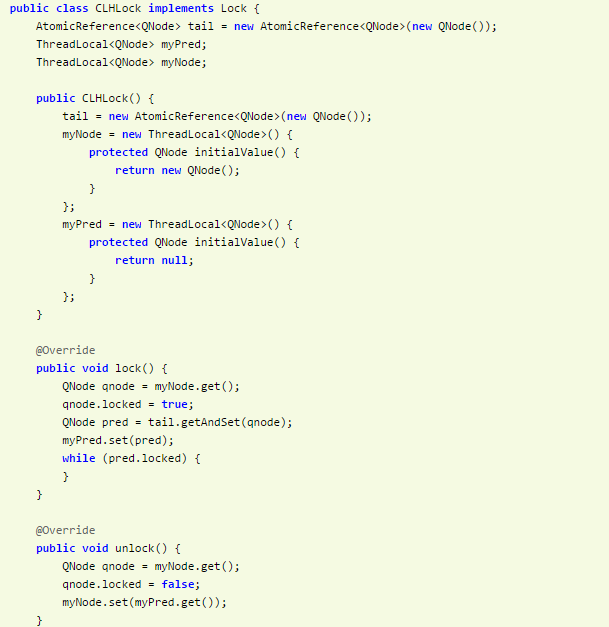 public class CLHLock implements Lock {
    AtomicReference<QNode> tail = new AtomicReference<QNode>(new QNode());
    ThreadLocal<QNode> myPred;
    ThreadLocal<QNode> myNode;

    public CLHLock() {
        tail = new AtomicReference<QNode>(new QNode());
        myNode = new ThreadLocal<QNode>() {
            protected QNode initialValue() {
                return new QNode();
            }
        };
        myPred = new ThreadLocal<QNode>() {
            protected QNode initialValue() {
                return null;
            }
        };
    }

    @Override
    public void lock() {
        QNode qnode = myNode.get();
        qnode.locked = true;
        QNode pred = tail.getAndSet(qnode);
        myPred.set(pred);
        while (pred.locked) {
        }
    }

    @Override
    public void unlock() {
        QNode qnode = myNode.get();
        qnode.locked = false;
        myNode.set(myPred.get());
    }